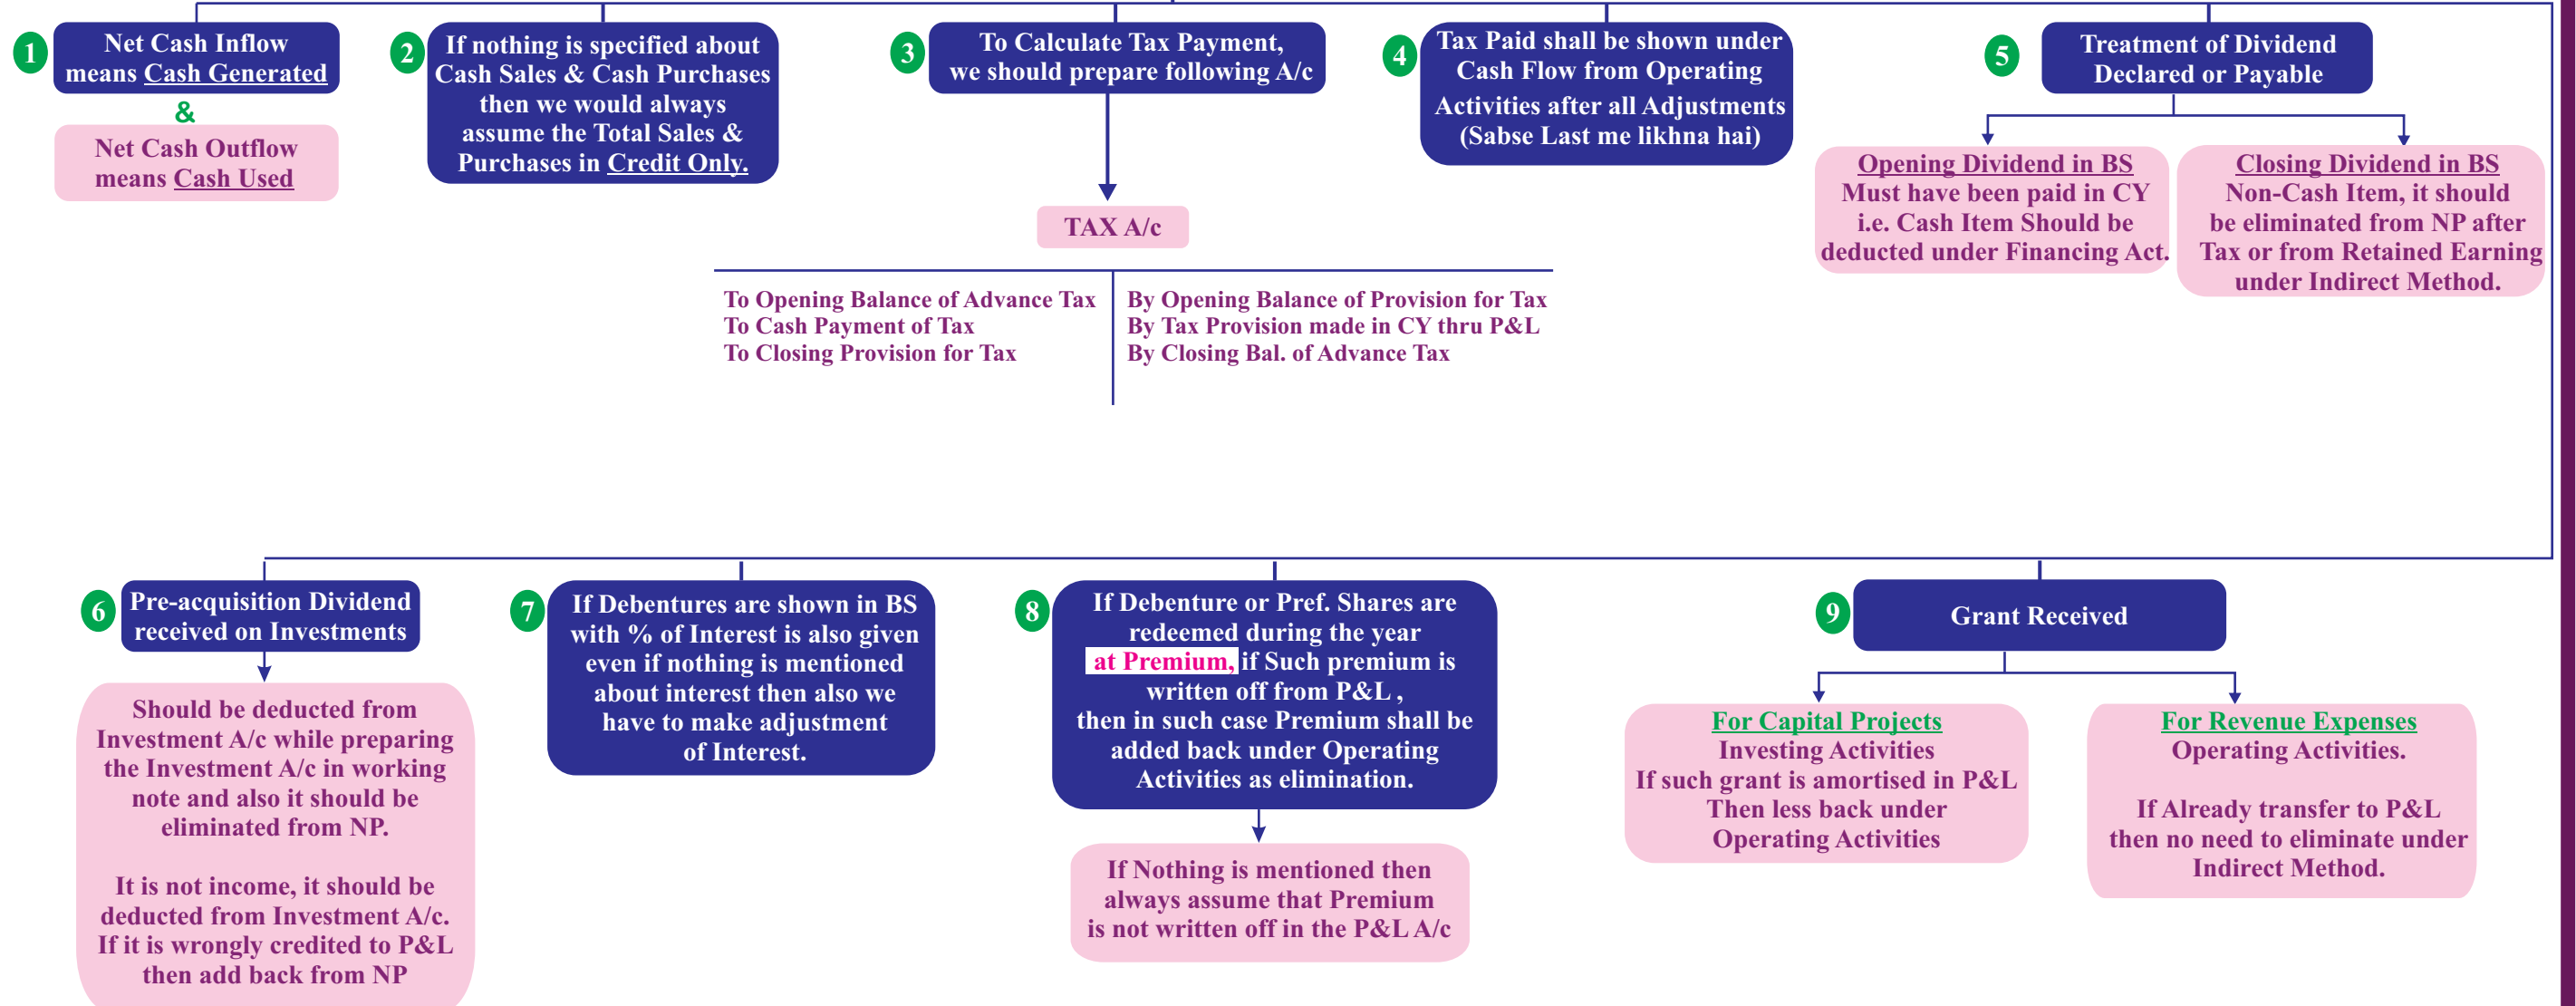 1
Net Cash Inflow
means Cash Generated
&
Net Cash Outflow
means Cash Used
2
If nothing is specified about
Cash Sales & Cash Purchases
then we would always
assume the Total Sales &
Purchases in Credit Only.
3
To Calculate Tax Payment,
we should prepare following A/c
TAX A/c
To Opening Balance of Advance Tax
To Cash Payment of Tax
To Closing Provision for Tax
By Opening Balance of Provision for Tax
By Tax Provision made in CY thru P&L
By Closing Bal. of Advance Tax
4
Tax Paid shall be shown under
Cash Flow from Operating
Activities after all Adjustments
(Sabse Last me likhna hai)
5
Treatment of Dividend
Declared or Payable
Opening Dividend in BS
Must have been paid in CY
i.e. Cash Item Should be
deducted under Financing Act.
Closing Dividend in BS
Non-Cash Item, it should
be eliminated from NP after
Tax or from Retained Earning
under Indirect Method.
6
Pre-acquisition Dividend
received on Investments
Should be deducted from
Investment A/c while preparing
the Investment A/c in working
note and also it should be
eliminated from NP.
It is not income, it should be
deducted from Investment A/c.
If it is wrongly credited to P&L
then add back from NP
7
If Debentures are shown in BS
with % of Interest is also given
even if nothing is mentioned
about interest then also we
have to make adjustment
of Interest.
8
If Debenture or Pref. Shares are
redeemed during the year
at Premium, if Such premium is
written off from P&L ,
then in such case Premium shall be
added back under Operating
Activities as elimination.
If Nothing is mentioned then
always assume that Premium
is not written off in the P&L A/c
9
Grant Received
For Capital Projects
Investing Activities
If such grant is amortised in P&L
Then less back under
Operating Activities
For Revenue Expenses
Operating Activities.
If Already transfer to P&L
then no need to eliminate under
Indirect Method.